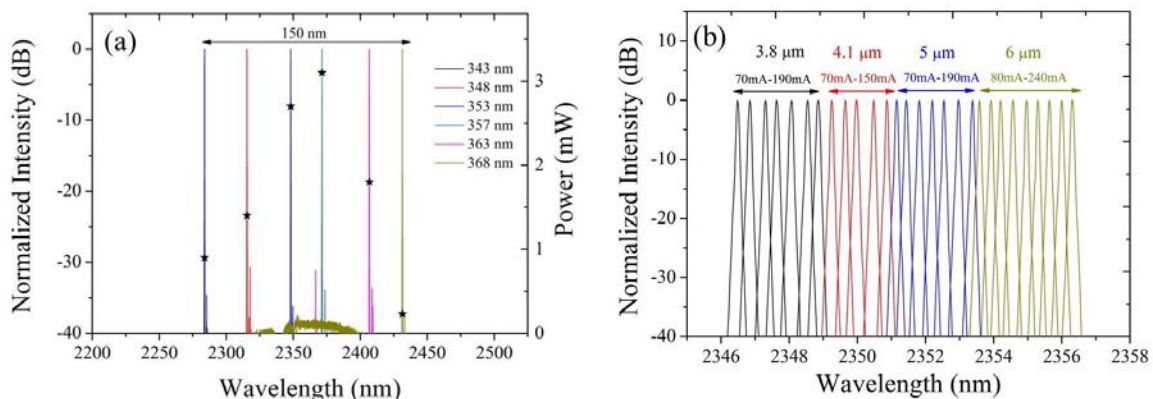 (a)
150 nm
343 nm
348 nm
353 nm
357 nm
363 nm
368 nm
Normalized Intensity (dB)
0
-10
-20
-30
-40
Power (mW)
3
2
1
0
2200 2250 2300 2350 2400 2450 2500
Wavelength (nm)
(b)
3.8 μm 4.1 μm 5 μm 6 μm
70mA-190mA 70mA-150mA 70mA-190mA 80mA-240mA
Normalized Intensity (dB)
10
0
-10
-20
-30
-40
2346 2348 2350 2352 2354 2356 2358
Wavelength (nm)